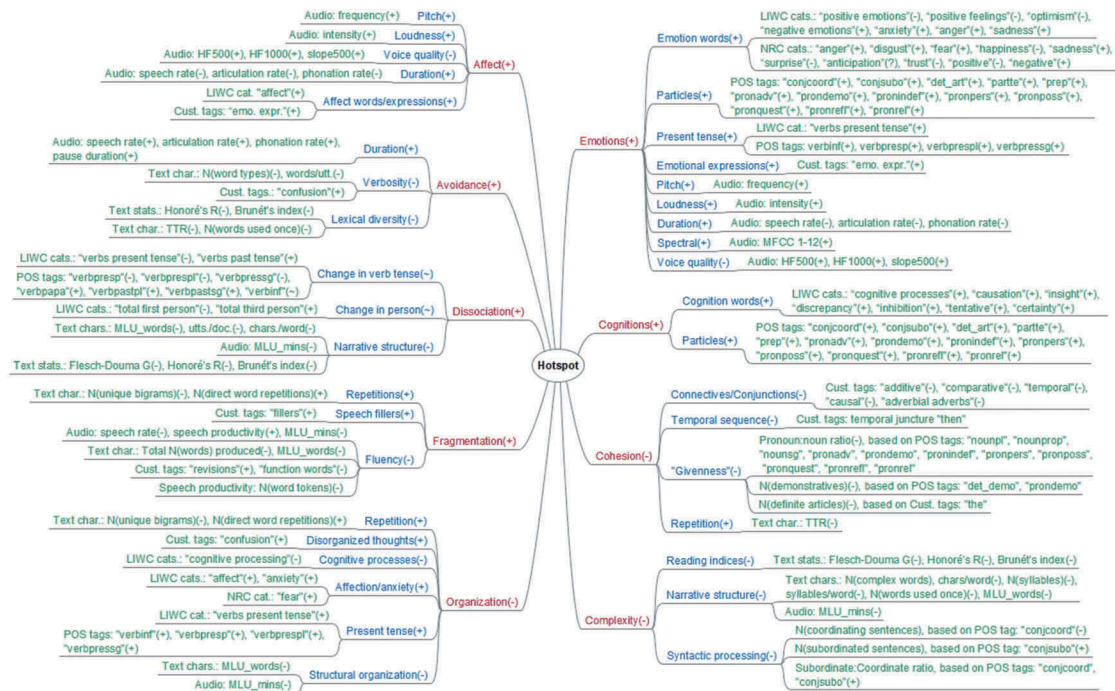 Audio: frequency(+) Pitch(+)
Audio: intensity(+) Loudness(+)
Audio: HF500(+), HF1000(+), slope500(+) Voice quality(-)
Audio: speech rate(-), articulation rate(-), phonation rate(-) Duration(+)
LIWC cat. "affect"(+)
Cust. tags: "emo. expr."(+)
Affect words/expressions(+)
Affect(+)
Audio: speech rate(+), articulation rate(+), phonation rate(+),
pause duration(+)
Duration(+)
Text char.: N(word types)(-), words/utt.(-)
Cust. tags.: "confusion"(+)
Verbosity(-)
Text stats.: Honoré's R(-), Brunét's index(-)
Text char.: TTR(-), N(words used once)(-)
Lexical diversity(-)
Avoidance(+)
LIWC cats.: "verbs present tense"(-), "verbs past tense"(+)
POS tags: "verbpresp"(-), "verbprespl"(-), "verbpressg"(-),
"verbpapa"(+), "verbpastpl"(+), "verbpastsg"(+), "verbinf"(~)
Change in verb tense(~)
LIWC cats.: "total first person"(-), "total third person"(+)
Change in person(~)
Text chars.: MLU_words(-), utts./doc.(-), chars./word(-)
Audio: MLU_mins(-)
Text stats.: Flesch-Douma G(-), Honoré's R(-), Brunét's index(-)
Narrative structure(-)
Dissociation(+)
Text char.: N(unique bigrams)(-), N(direct word repetitions)(+)
Repetitions(+)
Cust. tags: "fillers"(+)
Speech fillers(+)
Audio: speech rate(-), speech productivity(+), MLU_mins(-)
Text char.: Total N(words) produced(-), MLU_words(-)
Cust. tags: "revisions"(+), "function words"(-)
Speech productivity: N(word tokens)(-)
Fluency(-)
Fragmentation(+)
Text char.: N(unique bigrams)(-), N(direct word repetitions)(+)
Repetition(+)
Cust. tags: "confusion"(+)
Disorganized thoughts(+)
LIWC cats.: "cognitive processing"(-)
Cognitive processes(-)
LIWC cats.: "affect"(+), "anxiety"(+)
NRC cat.: "fear"(+)
Affection/anxiety(+)
LIWC cat.: "verbs present tense"(+)
POS tags: "verbinf"(+), "verbpresp"(+), "verbprespl"(+),
"verbpressg"(+)
Present tense(+)
Text chars.: MLU_words(-)
Audio: MLU_mins(-)
Structural organization(-)
Organization(-)
Hotspot
Emotions(+)
Emotion words(+)
LIWC cats.: "positive emotions"(-), "positive feelings"(-), "optimism"(-),
"negative emotions"(+), "anxiety"(+), "anger"(+), "sadness"(+)
NRC cats.: "anger"(+), "disgust"(+), "fear"(+), "happiness"(-), "sadness"(+),
"surprise"(-), "anticipation"(?), "trust"(-), "positive"(-), "negative"(+)
Particles(+)
POS tags: "conjcoord"(+), "conjsubo"(+), "det_art"(+), "partte"(+), "prep"(+),
"pronadv"(+), "prondemo"(+), "pronindef"(+), "pronpers"(+), "pronposs"(+),
"pronquest"(+), "pronrefl"(+), "pronrel"(+)
Present tense(+)
LIWC cat.: "verbs present tense"(+)
POS tags: verbinf(+), verbpresp(+), verbprespl(+), verbpressg(+)
Emotional expressions(+) Cust. tags: "emo. expr."(+)
Pitch(+) Audio: frequency(+)
Loudness(+) Audio: intensity(+)
Duration(+) Audio: speech rate(-), articulation rate(-), phonation rate(-)
Spectral(+) Audio: MFCC 1-12(+)
Voice quality(-) Audio: HF500(+), HF1000(+), slope500(+)
Cognitions(+)
Cognition words(+)
LIWC cats.: "cognitive processes"(+), "causation"(+), "insight"(+),
"discrepancy"(+), "inhibition"(+), "tentative"(+), "certainty"(+)
Particles(+)
POS tags: "conjcoord"(+), "conjsubo"(+), "det_art"(+), "partte"(+),
"prep"(+), "pronadv"(+), "prondemo"(+), "pronindef"(+), "pronpers"(+),
"pronposs"(+), "pronquest"(+), "pronrefl"(+), "pronrel"(+)
Cohesion(-)
Connectives/Conjunctions(-)
Cust. tags: "additive"(-), "comparative"(-), "temporal"(-),
"causal"(-), "adverbial adverbs"(-)
Temporal sequence(-) Cust. tags: temporal juncture "then"
"Givenness"(-)
Pronoun:noun ratio(-), based on POS tags: "nounpl", "nounprop",
"nounsg", "pronadv", "prondemo", "pronindef", "pronpers", "pronposs",
"pronquest", "pronrefl", "pronrel"
N(demonstratives)(-), based on POS tags: "det_demo", "prondemo"
N(definite articles)(-), based on Cust. tags: "the"
Repetition(+) Text char.: TTR(-)
Complexity(-)
Reading indices(-) Text stats.: Flesch-Douma G(-), Honoré's R(-), Brunét's index(-)
Narrative structure(-)
Text chars.: N(complex words), chars/word(-), N(syllables)(-),
syllables/word(-), N(words used once)(-), MLU_words(-)
Audio: MLU_mins(-)
Syntactic processing(-)
N(coordinating sentences), based on POS tag: "conjcoord"(-)
N(subordinated sentences), based on POS tag: "conjsubo"(+)
Subordinate:Coordinate ratio, based on POS tags: "conjcoord",
"conjsubo"(+)